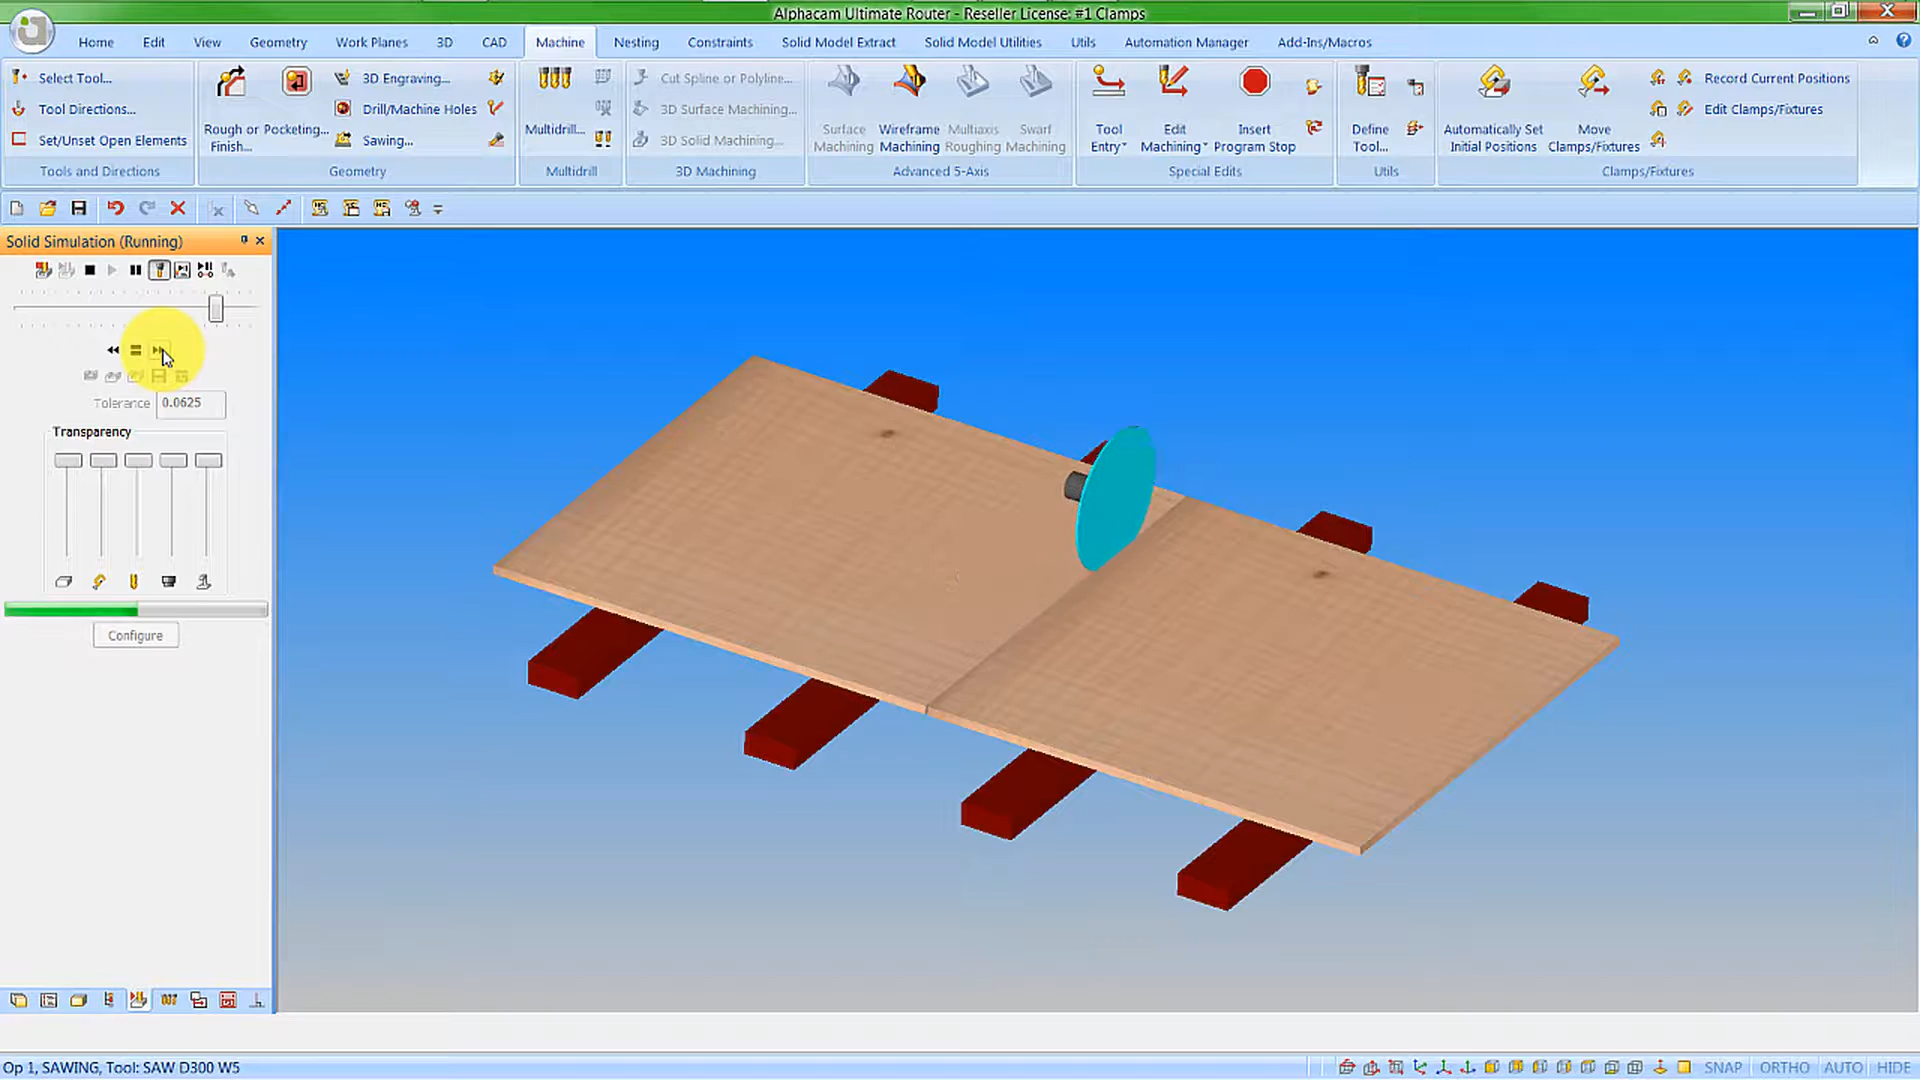 Alphacam Ultimate Router - Reseller License: #1 Clamps
Home Edit View Geometry Work Planes 3D CAD Machine Nesting Constraints Solid Model Extract Solid Model Utilities Utils Automation Manager Add-Ins/Macros
Select Tool...
Tool Directions...
Set/Unset Open Elements
Tools and Directions
Rough or Finish...
Pocketing...
3D Engraving...
Drill/Machine Holes
Sawing...
Geometry
Multidrill...
Multidrill
Cut Spline or Polyline...
3D Surface Machining...
3D Solid Machining...
3D Machining
Surface Machining
Wireframe Machining
Multiaxis Roughing
Swarf Machining
Advanced 5-Axis
Tool Entry
Edit Machining
Insert Program Stop
Special Edits
Define Tool...
Utils
Automatically Set Initial Positions
Move Clamps/Fixtures
Record Current Positions
Edit Clamps/Fixtures
Clamps/Fixtures
Solid Simulation (Running)
Tolerance 0.0625
Transparency
Configure
Op 1, SAWING, Tool: SAW D300 W5
SNAP ORTHO AUTO HIDE